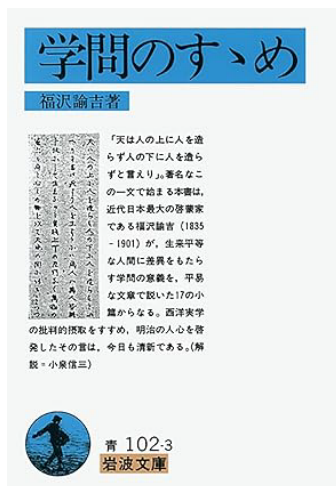 学問のすゝめ
福沢諭吉著
「天は人の上に人を造
らず人の下に人を造ら
ずと言えり」。著名なこ
の一文で始まる本書は,
近代日本最大の啓蒙家
である福沢諭吉（1835
‐1901）が，生来平等
な人間に差異をもたら
す学問の意義を，平易
な文章で説いた17の小
篇からなる。西洋実学
の批判的摂取をすすめ，明治の人心を啓
発したその言は，今日も清新である。(解
説＝小泉信三)
青 102-3
岩波文庫